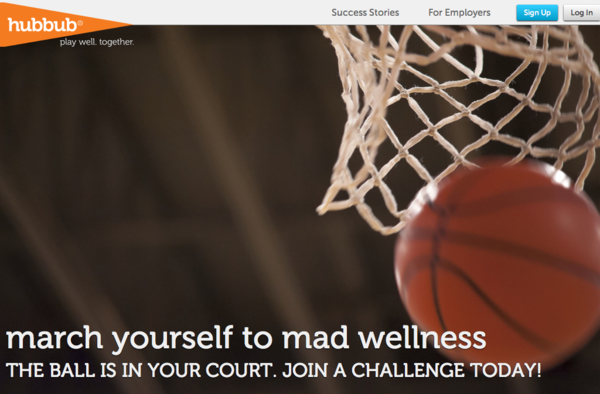 hubbub®
play well. together.
Success Stories
For Employers
Sign Up
Log In
march yourself to mad wellness
THE BALL IS IN YOUR COURT. JOIN A CHALLENGE TODAY!